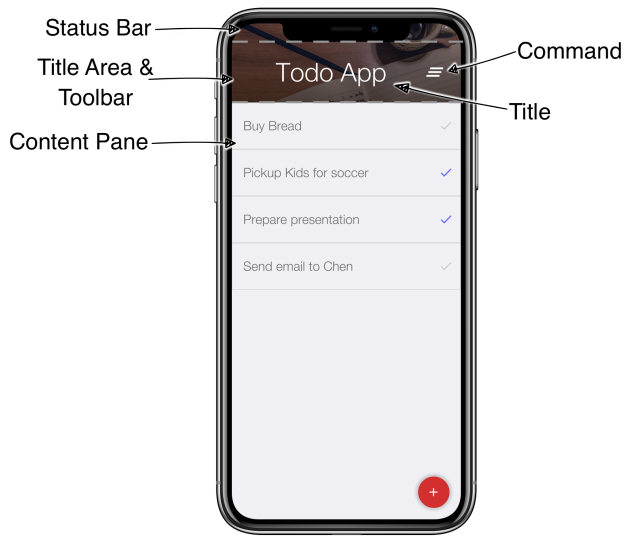 Status Bar
Title Area &
Toolbar
Content Pane
Command
Title
Todo App
Buy Bread
Pickup Kids for soccer
Prepare presentation
Send email to Chen
+